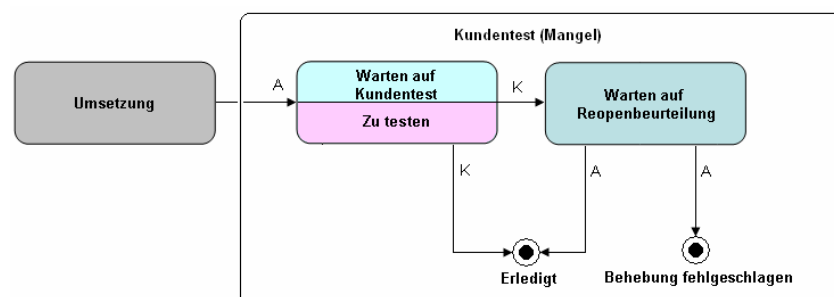 Kundentest (Mangel)
Umsetzung
A
Warten auf
Kundentest
Zu testen
K
Warten auf
Reopenbeurteilung
K
A
A
Erledigt
Behebung fehlgeschlagen